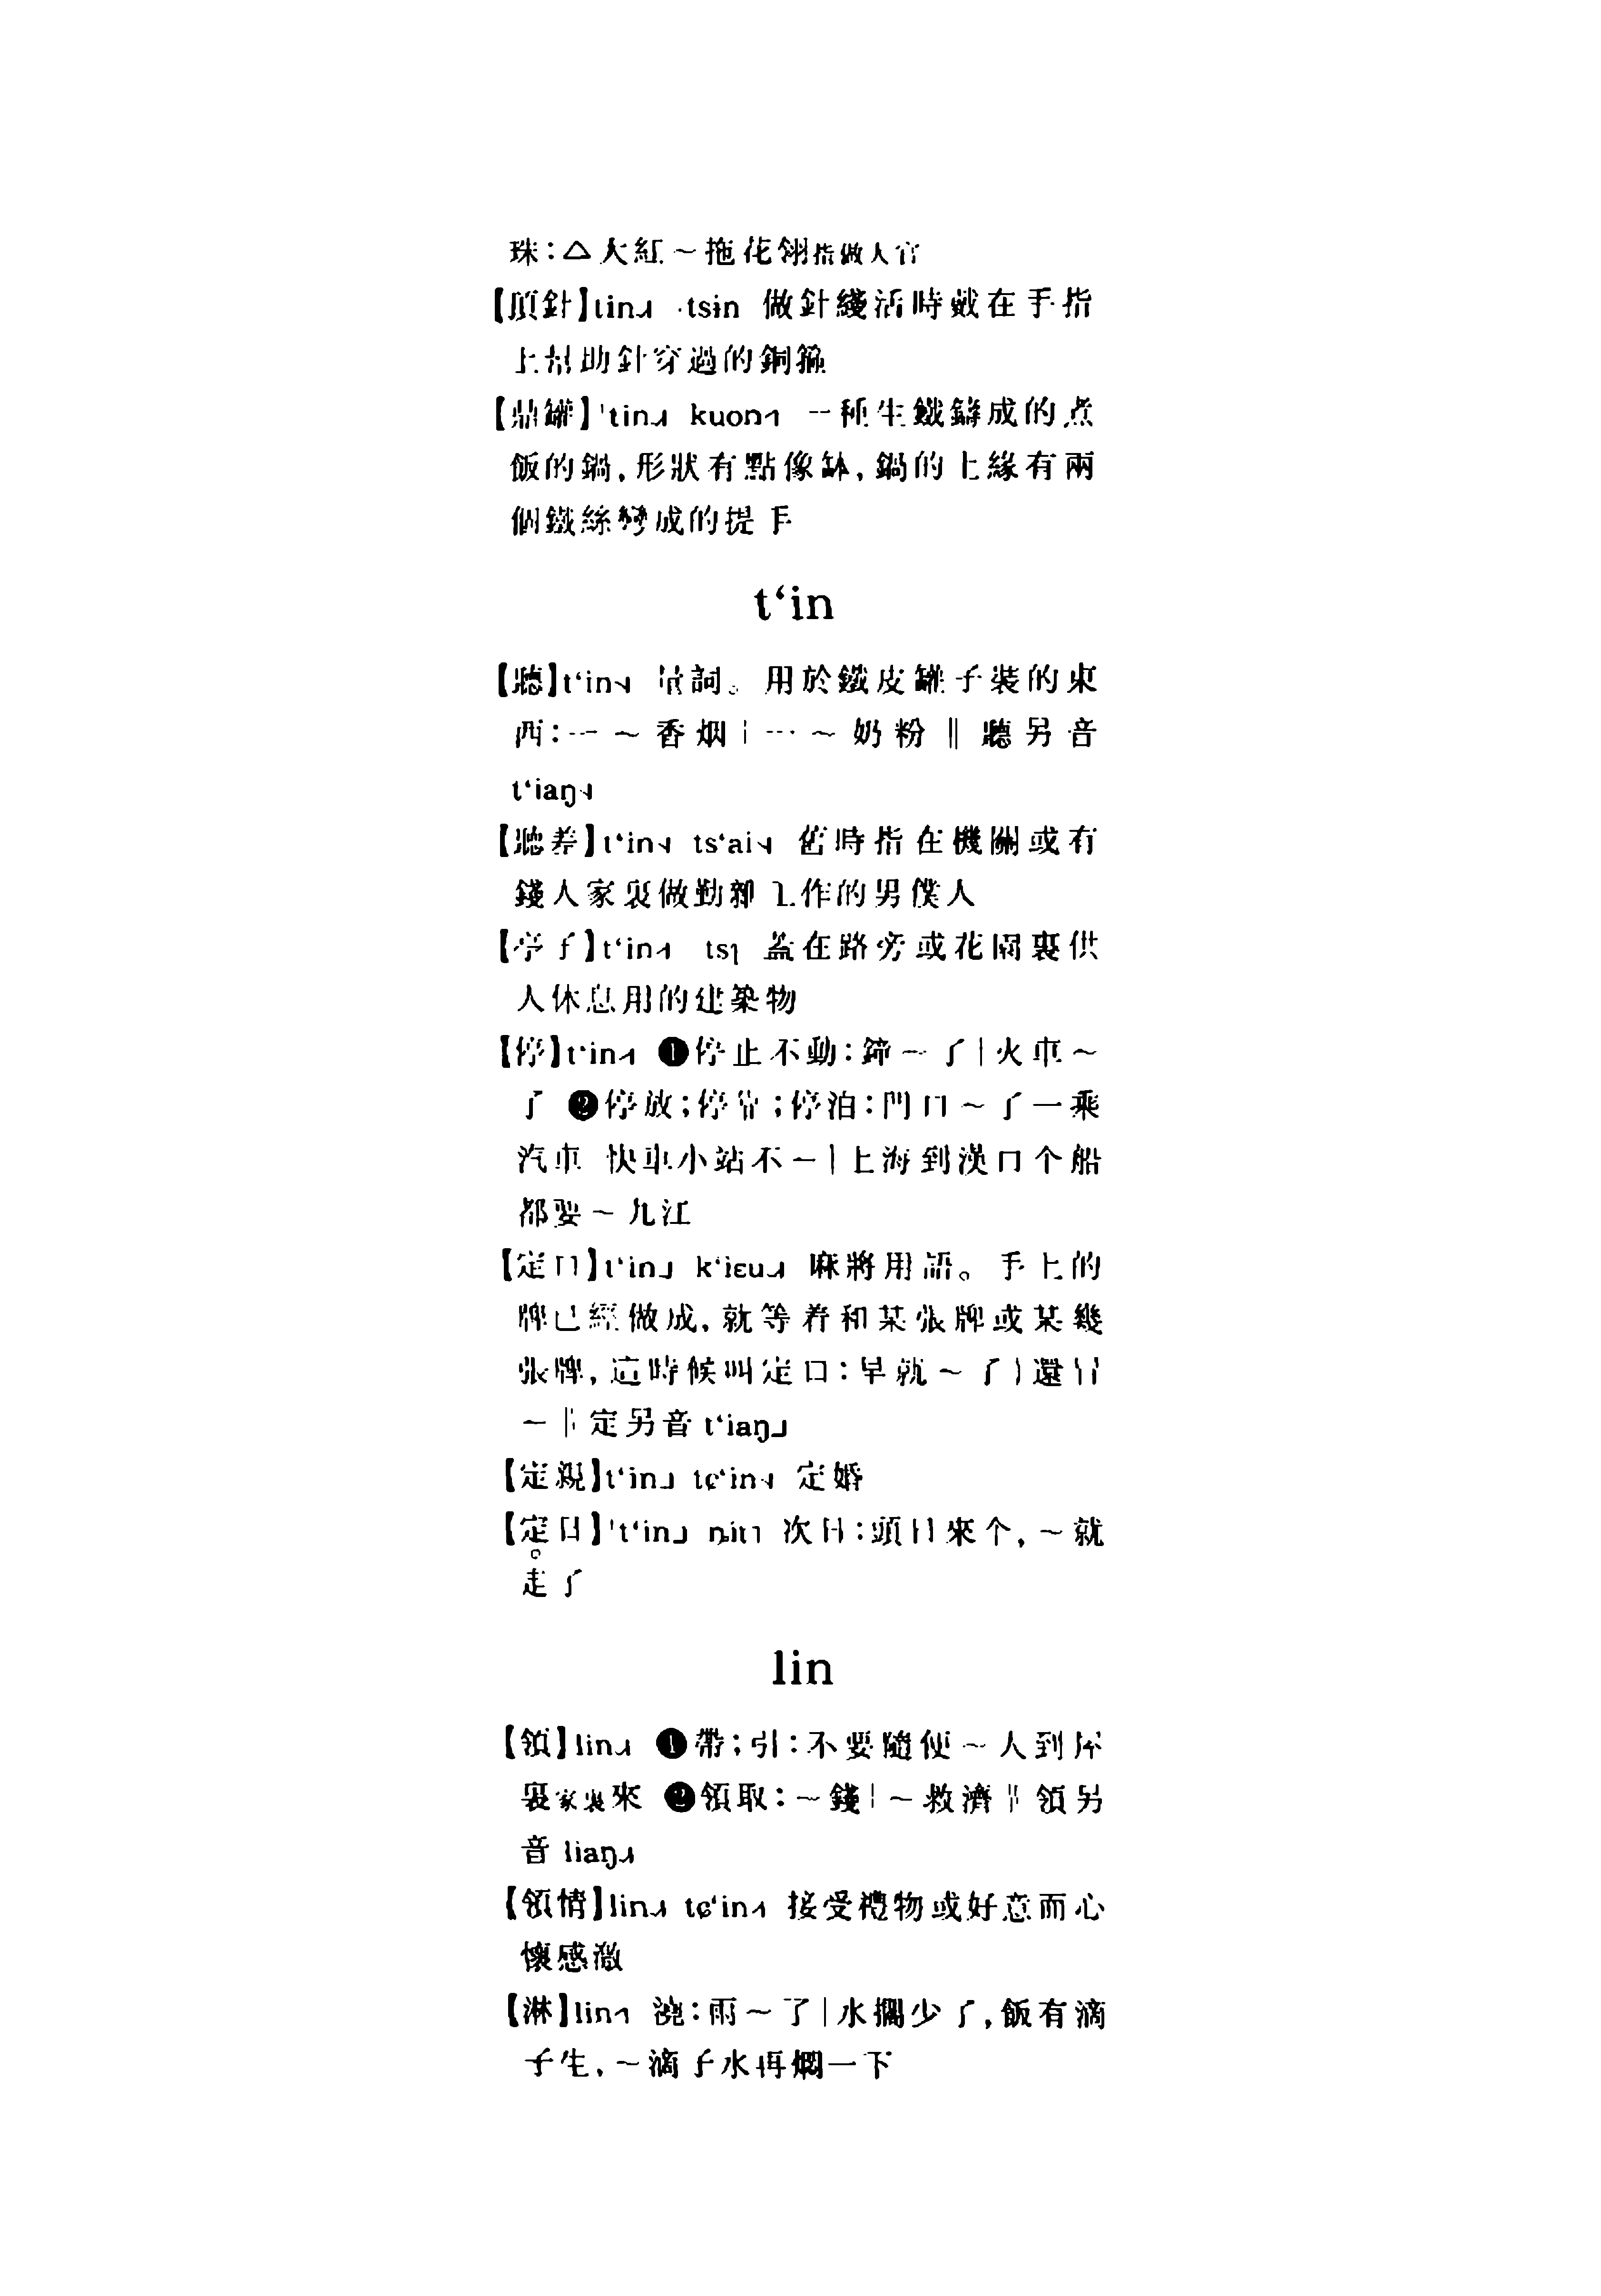 珠：△大紅～拖花翎指做大官
【頂針】tin˩˧ ·tsɨn 做針綫活時戴在手指
上幫助針穿過的銅箍
【鼎罐】ˈtin kuon 一種生鐵鑄成的煮
飯的鍋，形狀有點像缽，鍋的上緣有兩
個鐵絲彎成的提手
t‘in
【聽】t‘in 量詞。用於鐵皮罐子裝的東
西：一～香烟｜一～奶粉‖聽另音
t‘iaŋ
【聽差】t‘in ts‘ai 舊時指在機關或有
錢人家裏做勤雜工作的男僕人
【亭子】t‘in tsɿ 蓋在路旁或花園裏供
人休息用的建築物
【停】t‘in ❶停止不動：鐘～了｜火車～
了 ❷停放；停靠；停泊：門口～了一乘
汽車 快車小站不～｜上海到漢口个船
都要～九江
【定口】t‘in k‘iɛu 麻將用語。手上的
牌已經做成，就等着和某張牌或某幾
張牌，這時候叫定口：早就～了｜還冇
～‖定另音 t‘iaŋ
【定親】t‘in tɕ‘in 定婚
【定日】ˈt‘in ȵit 次日：頭日來个，～就
走了
lin
【領】lin ❶帶；引：不要隨便～人到屋
裏家裏來 ❷領取：～錢｜～救濟‖領另
音 liaŋ
【領情】lin tɕ‘in 接受禮物或好意而心
懷感激
【淋】lin 澆：雨～了｜水擱少了，飯有滴
子生，～滴子水再燜一下